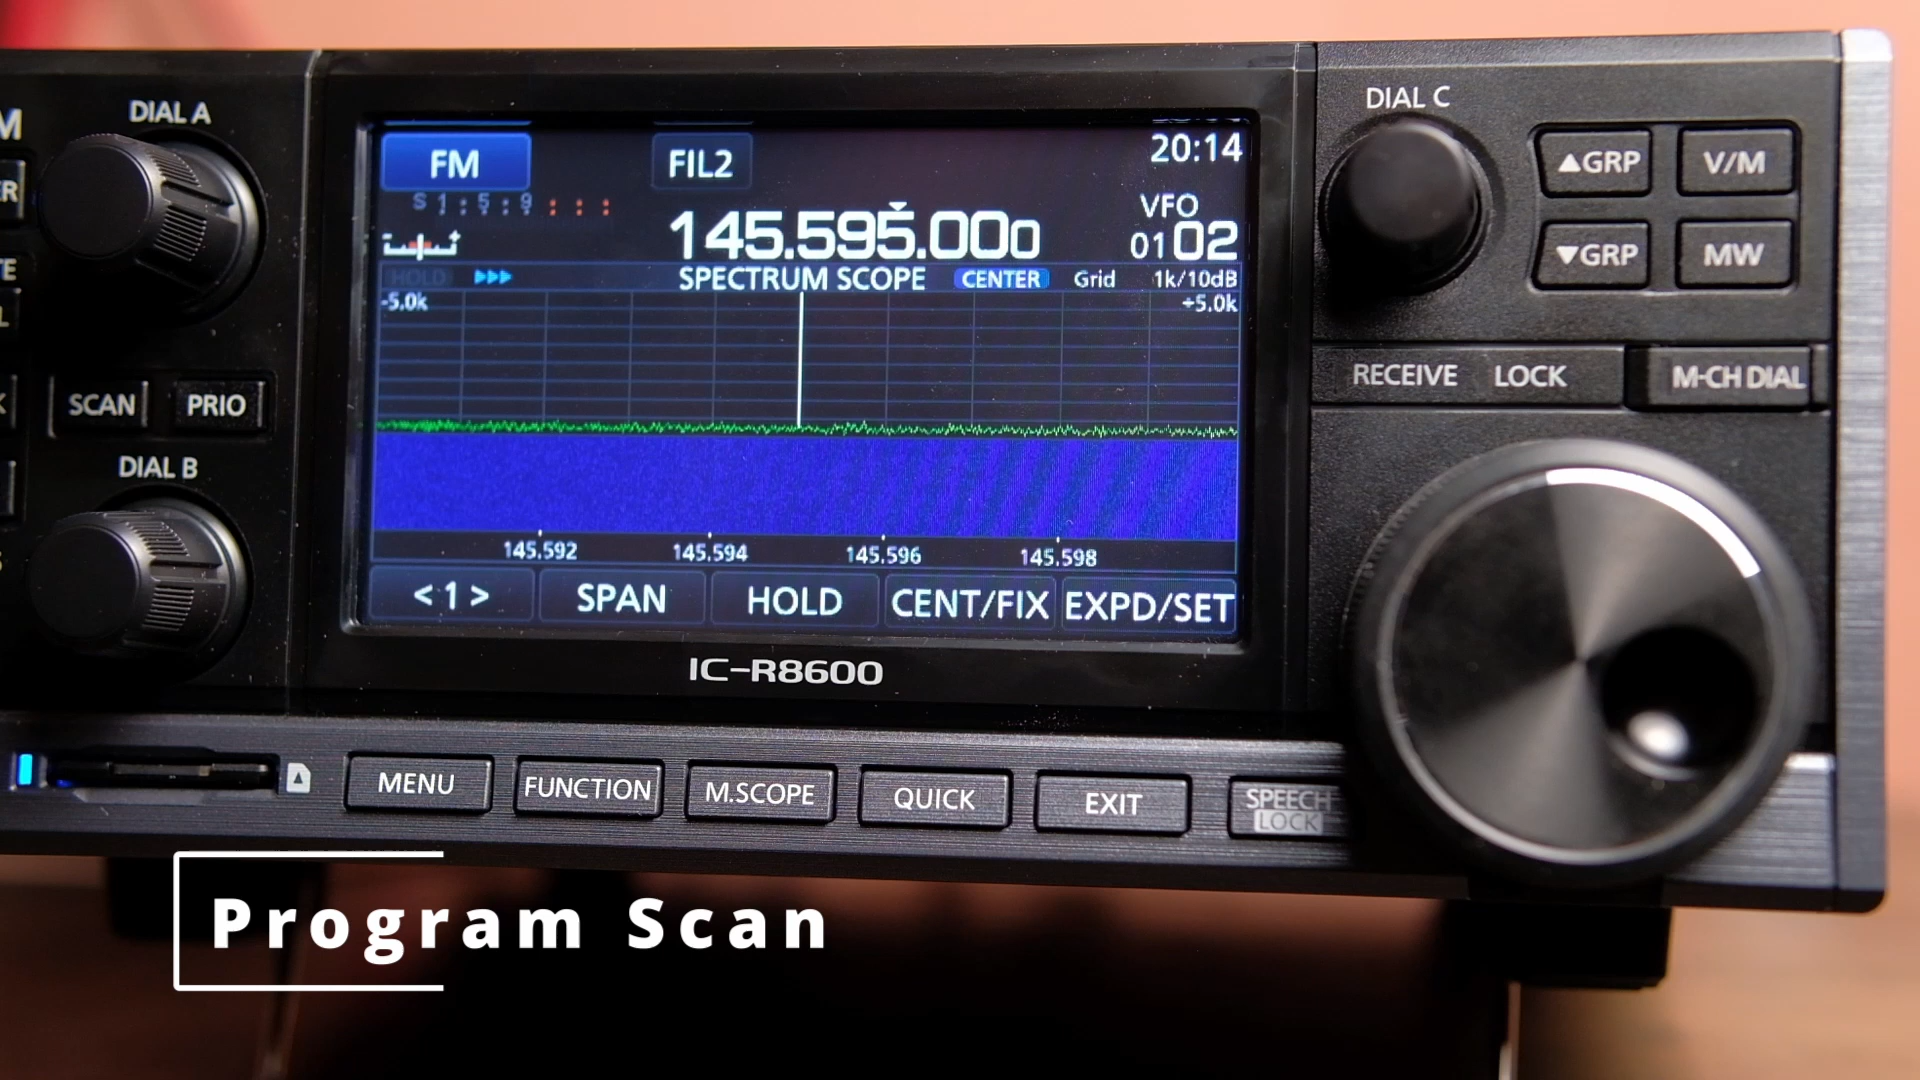 DIAL A
DIAL C
FM
FIL2
20:14
▲GRP
V/M
S1:5:9
145.595.000
VFO
01 02
▼GRP
MW
HOLD
SPECTRUM SCOPE
CENTER
Grid
1k/10dB
-5.0k
+5.0k
RECEIVE
LOCK
M-CH DIAL
SCAN
PRIO
DIAL B
145.592
145.594
145.596
145.598
<1>
SPAN
HOLD
CENT/FIX
EXPD/SET
IC-R8600
MENU
FUNCTION
M.SCOPE
QUICK
EXIT
SPEECH
LOCK
Program Scan